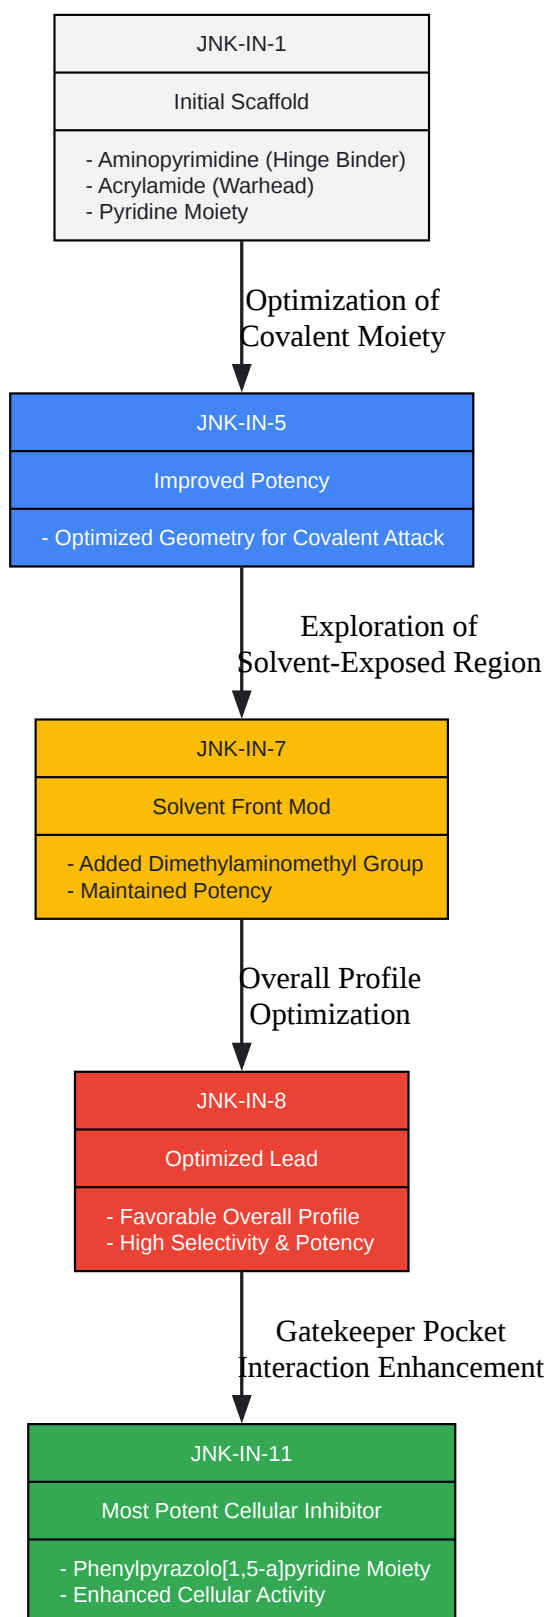 JNK-IN-1
Initial Scaffold
- Aminopyrimidine (Hinge Binder)
- Acrylamide (Warhead)
- Pyridine Moiety
Optimization of
Covalent Moiety
JNK-IN-5
Improved Potency
- Optimized Geometry for Covalent Attack
Exploration of
Solvent-Exposed Region
JNK-IN-7
Solvent Front Mod
- Added Dimethylaminomethyl Group
- Maintained Potency
Overall Profile
Optimization
JNK-IN-8
Optimized Lead
- Favorable Overall Profile
- High Selectivity & Potency
Gatekeeper Pocket
Interaction Enhancement
JNK-IN-11
Most Potent Cellular Inhibitor
- Phenylpyrazolo[1,5-a]pyridine Moiety
- Enhanced Cellular Activity